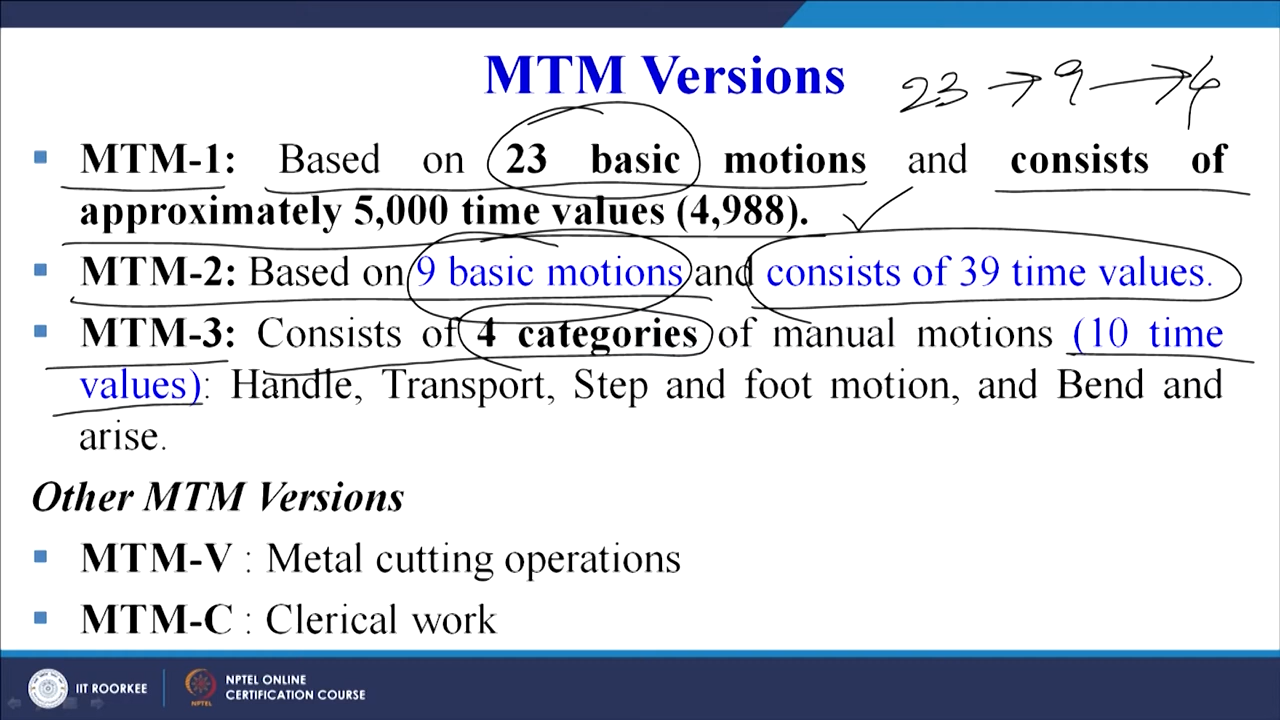 MTM Versions
23 → 9 → 4
▪ MTM-1: Based on 23 basic motions and consists of
approximately 5,000 time values (4,988).
▪ MTM-2: Based on 9 basic motions and consists of 39 time values.
▪ MTM-3: Consists of 4 categories of manual motions (10 time
values): Handle, Transport, Step and foot motion, and Bend and
arise.
Other MTM Versions
▪ MTM-V : Metal cutting operations
▪ MTM-C : Clerical work
IIT ROORKEE
NPTEL ONLINE
CERTIFICATION COURSE
NPTEL